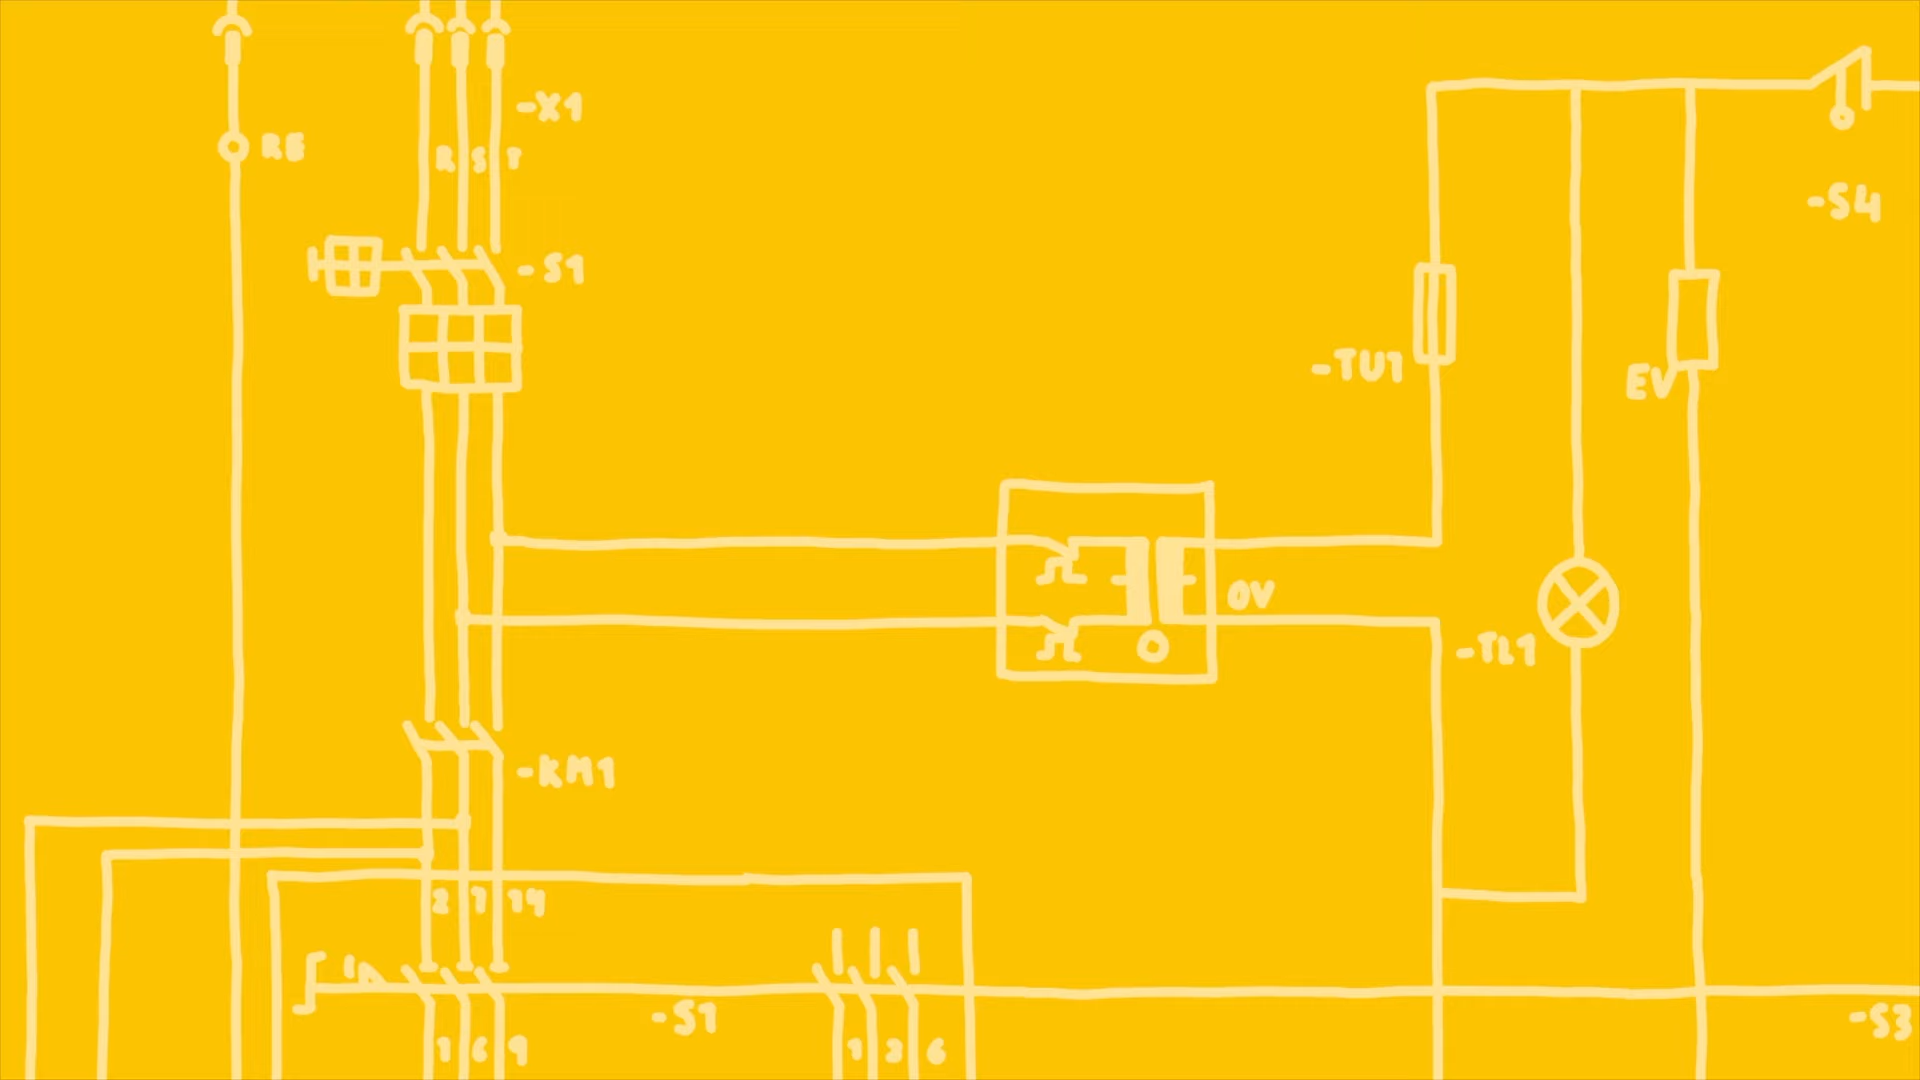 -X1
RE
R S T
-S4
-S1
-TU1
EV
0V
-TL1
-KM1
2 7 14
-S1
-S3
1 6 9
1 3 6